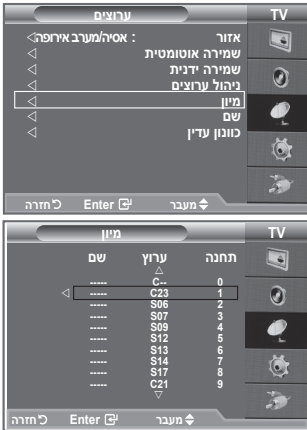 TV ערוצים
אזור : אסיה/מערב אירופה
שמירה אוטומטית
שמירה ידנית
ניהול ערוצים
מיון
שם
כוונון עדין
מעבר Enter חזרה
TV מיון
תחנה ערוץ שם
0 C-- -----
1 C23 -----
2 S06 -----
3 S07 -----
4 S09 -----
5 S12 -----
6 S13 -----
7 S14 -----
8 S17 -----
9 C21 -----
מעבר Enter חזרה